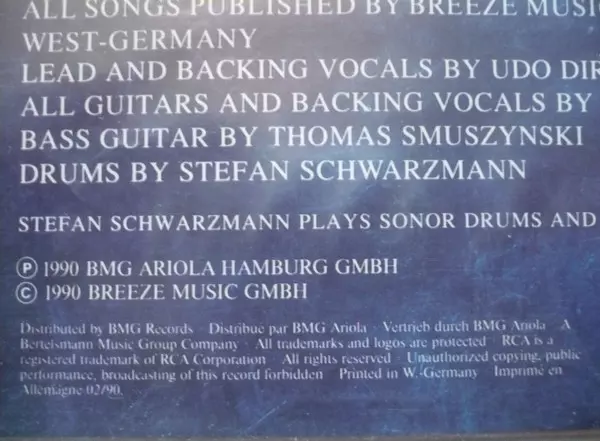 ALL SONGS PUBLISHED BY BREEZE MUSIC
WEST-GERMANY
LEAD AND BACKING VOCALS BY UDO DIR
ALL GUITARS AND BACKING VOCALS BY
BASS GUITAR BY THOMAS SMUSZYNSKI
DRUMS BY STEFAN SCHWARZMANN
STEFAN SCHWARZMANN PLAYS SONOR DRUMS AND
Ⓟ 1990 BMG ARIOLA HAMBURG GMBH
© 1990 BREEZE MUSIC GMBH
Distributed by BMG Records · Distribué par BMG Ariola · Vertrieb durch BMG Ariola · A
Bertelsmann Music Group Company · All trademarks and logos are protected · RCA is a
registered trademark of RCA Corporation · All rights reserved · Unauthorized copying, public
performance, broadcasting of this record forbidden · Printed in W.-Germany · Imprimé en
Allemagne 02/90.